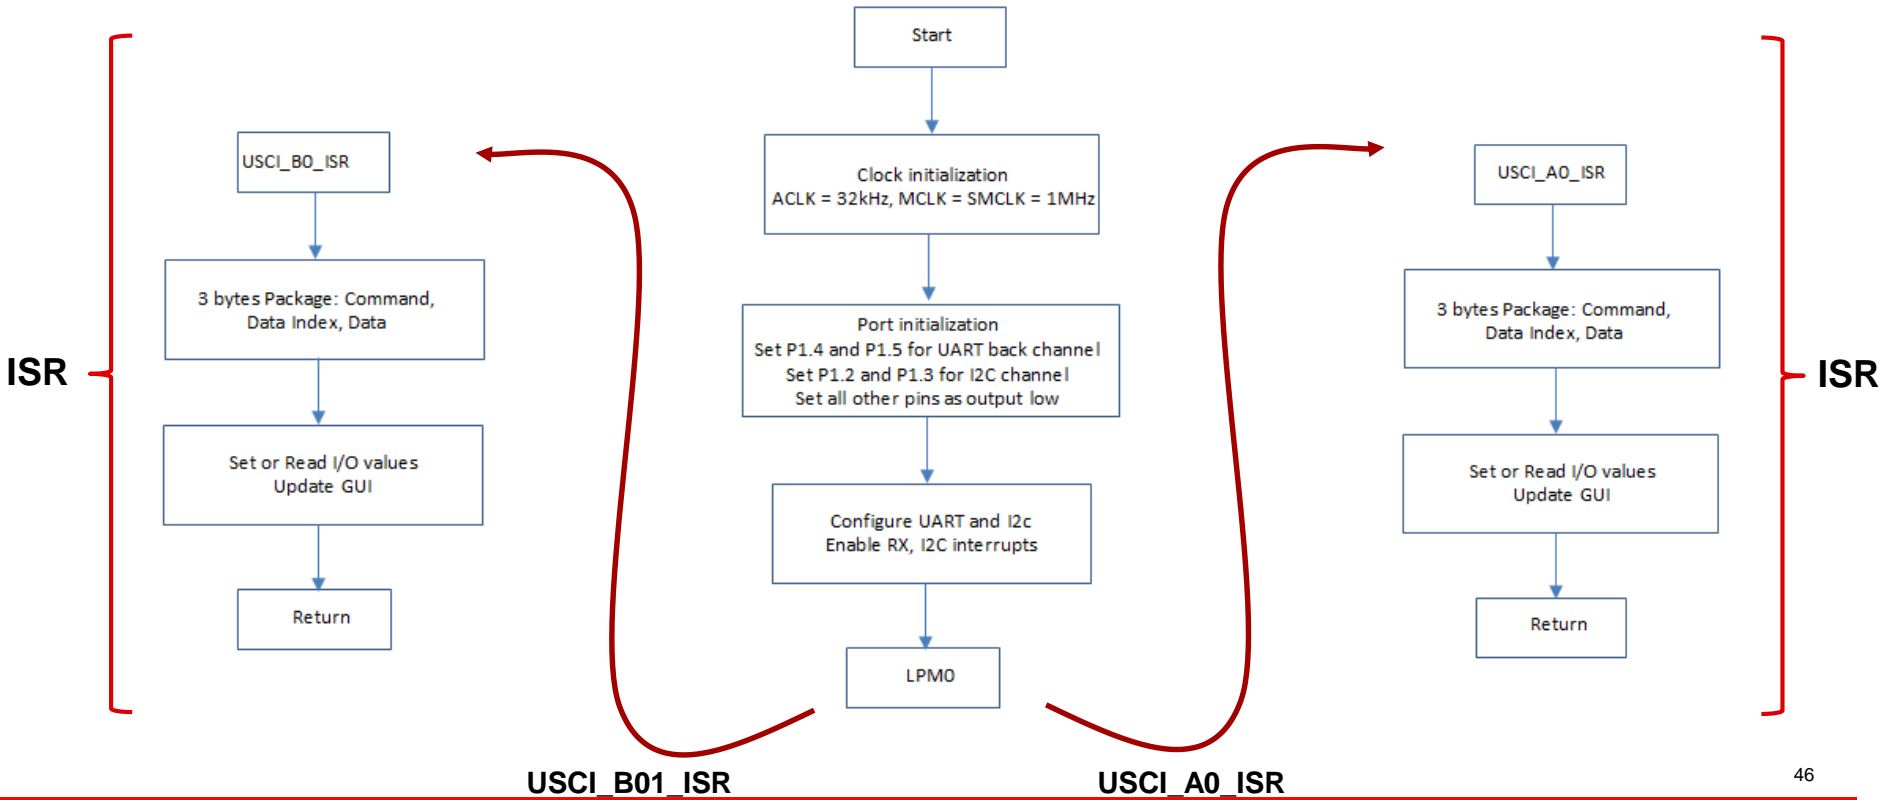 Start
Clock initialization
ACLK = 32kHz, MCLK = SMCLK = 1MHz
Port initialization
Set P1.4 and P1.5 for UART back channel
Set P1.2 and P1.3 for I2C channel
Set all other pins as output low
Configure UART and I2c
Enable RX, I2C interrupts
LPM0
ISR
USCI_B0_ISR
3 bytes Package: Command,
Data Index, Data
Set or Read I/O values
Update GUI
Return
USCI_A0_ISR
3 bytes Package: Command,
Data Index, Data
Set or Read I/O values
Update GUI
Return
ISR
USCI_B01_ISR
USCI_A0_ISR
46